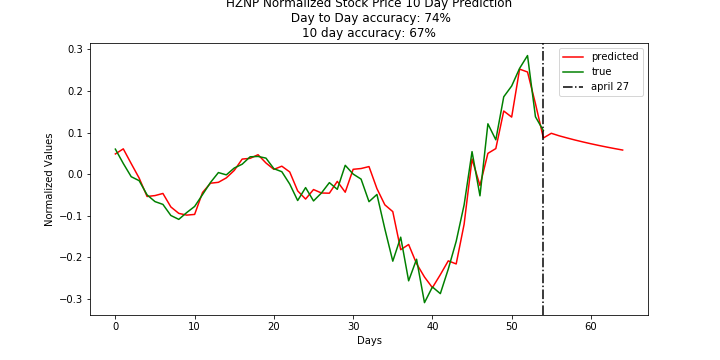 HZNP Normalized Stock Price 10 Day Prediction
Day to Day accuracy: 74%
10 day accuracy: 67%
predicted
true
april 27
Normalized Values
0.3
0.2
0.1
0.0
−0.1
−0.2
−0.3
0 10 20 30 40 50 60
Days